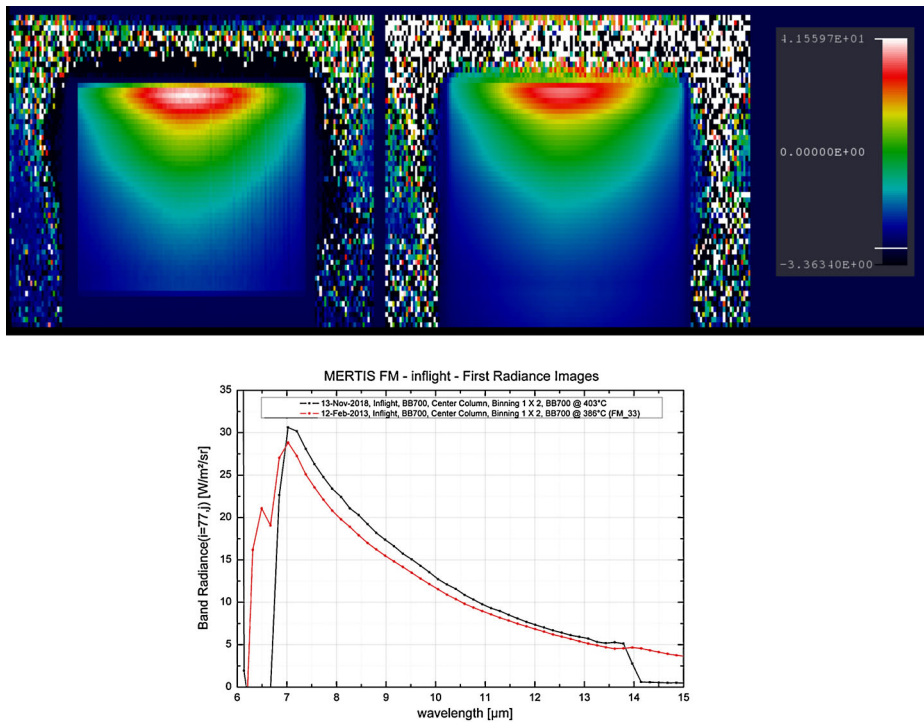 4.15597E+01
0.00000E+00
-3.36340E+00
MERTIS FM - inflight - First Radiance Images
35
13-Nov-2018, Inflight, BB700, Center Column, Binning 1 X 2, BB700 @ 403°C
12-Feb-2013, Inflight, BB700, Center Column, Binning 1 X 2, BB700 @ 386°C (FM_33)
30
25
20
15
10
5
0
Band Radiance(i=77,j) [W/m²/sr]
6 7 8 9 10 11 12 13 14 15
wavelength [µm]